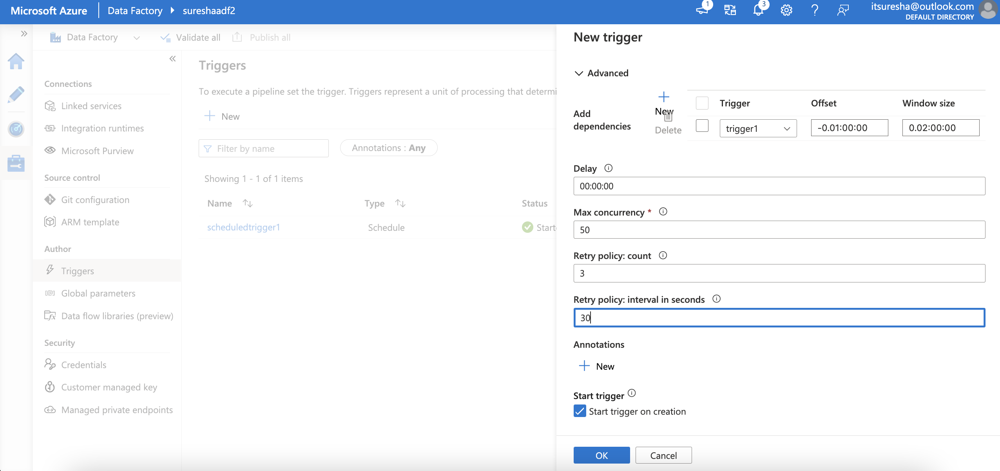 Microsoft Azure
Data Factory
sureshaadf2
1
3
itsuresha@outlook.com
DEFAULT DIRECTORY
Data Factory
Validate all
Publish all
Connections
Linked services
Integration runtimes
Microsoft Purview
Source control
Git configuration
ARM template
Author
Triggers
Global parameters
Data flow libraries (preview)
Security
Credentials
Customer managed key
Managed private endpoints
Triggers
To execute a pipeline set the trigger. Triggers represent a unit of processing that determi
New
Filter by name
Annotations : Any
Showing 1 - 1 of 1 items
Name
Type
Status
scheduledtrigger1
Schedule
Starte
New trigger
Advanced
Add
dependencies
New
Delete
Trigger
Offset
Window size
trigger1
-0.01:00:00
0.02:00:00
Delay
00:00:00
Max concurrency *
50
Retry policy: count
3
Retry policy: interval in seconds
30
Annotations
New
Start trigger
Start trigger on creation
OK
Cancel